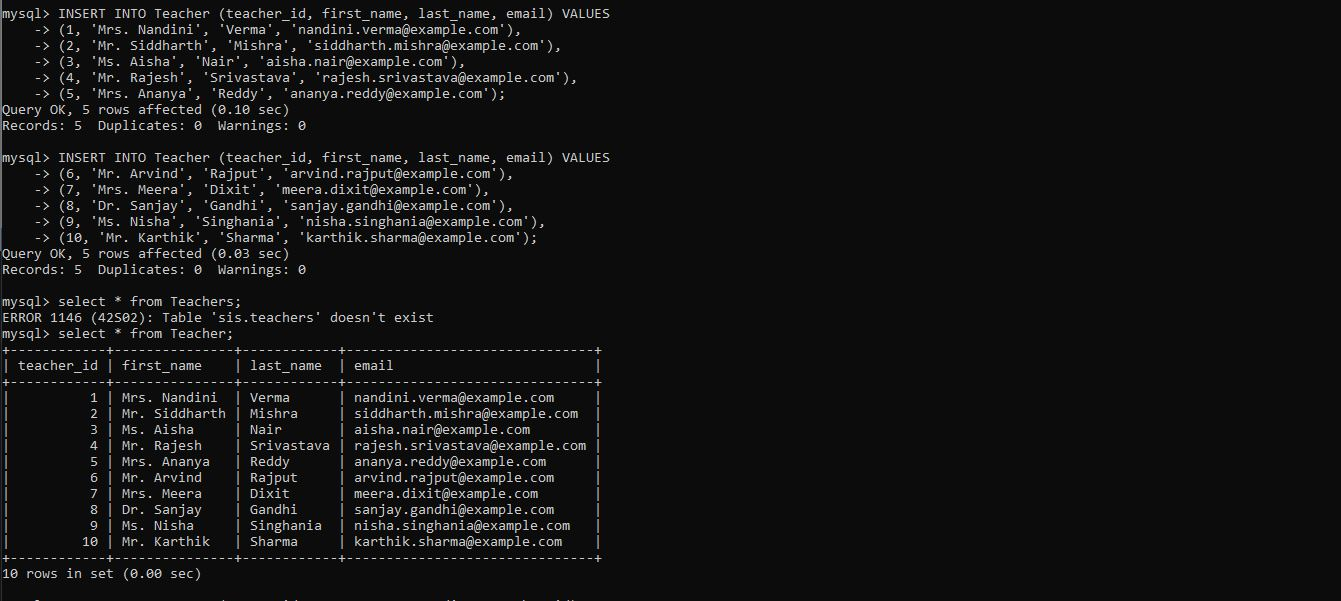 mysql> INSERT INTO Teacher (teacher_id, first_name, last_name, email) VALUES
    -> (1, 'Mrs. Nandini', 'Verma', 'nandini.verma@example.com'),
    -> (2, 'Mr. Siddharth', 'Mishra', 'siddharth.mishra@example.com'),
    -> (3, 'Ms. Aisha', 'Nair', 'aisha.nair@example.com'),
    -> (4, 'Mr. Rajesh', 'Srivastava', 'rajesh.srivastava@example.com'),
    -> (5, 'Mrs. Ananya', 'Reddy', 'ananya.reddy@example.com');
Query OK, 5 rows affected (0.10 sec)
Records: 5  Duplicates: 0  Warnings: 0
mysql> INSERT INTO Teacher (teacher_id, first_name, last_name, email) VALUES
    -> (6, 'Mr. Arvind', 'Rajput', 'arvind.rajput@example.com'),
    -> (7, 'Mrs. Meera', 'Dixit', 'meera.dixit@example.com'),
    -> (8, 'Dr. Sanjay', 'Gandhi', 'sanjay.gandhi@example.com'),
    -> (9, 'Ms. Nisha', 'Singhania', 'nisha.singhania@example.com'),
    -> (10, 'Mr. Karthik', 'Sharma', 'karthik.sharma@example.com');
Query OK, 5 rows affected (0.03 sec)
Records: 5  Duplicates: 0  Warnings: 0
mysql> select * from Teachers;
ERROR 1146 (42S02): Table 'sis.teachers' doesn't exist
mysql> select * from Teacher;
+------------+---------------+------------+-------------------------------+
| teacher_id | first_name    | last_name  | email                         |
+------------+---------------+------------+-------------------------------+
|          1 | Mrs. Nandini  | Verma      | nandini.verma@example.com     |
|          2 | Mr. Siddharth | Mishra     | siddharth.mishra@example.com  |
|          3 | Ms. Aisha     | Nair       | aisha.nair@example.com        |
|          4 | Mr. Rajesh    | Srivastava | rajesh.srivastava@example.com |
|          5 | Mrs. Ananya   | Reddy      | ananya.reddy@example.com      |
|          6 | Mr. Arvind    | Rajput     | arvind.rajput@example.com     |
|          7 | Mrs. Meera    | Dixit      | meera.dixit@example.com       |
|          8 | Dr. Sanjay    | Gandhi     | sanjay.gandhi@example.com     |
|          9 | Ms. Nisha     | Singhania  | nisha.singhania@example.com   |
|         10 | Mr. Karthik   | Sharma     | karthik.sharma@example.com    |
+------------+---------------+------------+-------------------------------+
10 rows in set (0.00 sec)